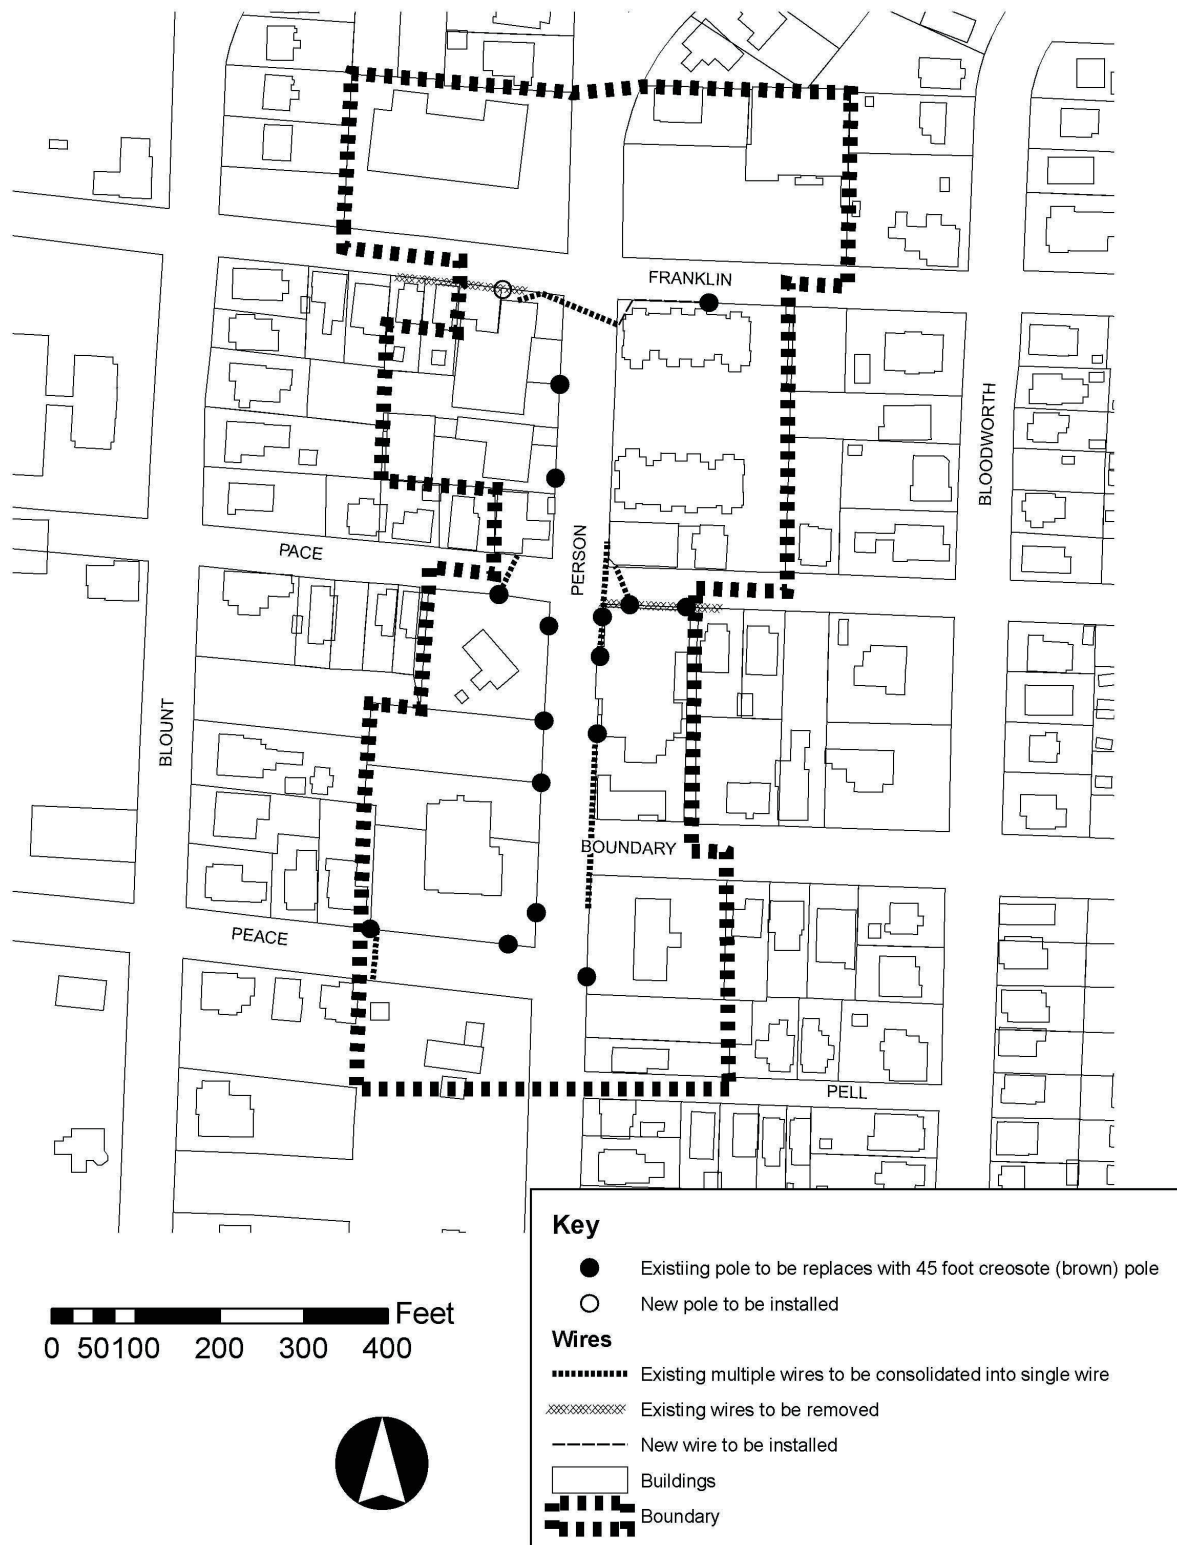 FRANKLIN
BLOODWORTH
PERSON
PACE
BLOUNT
BOUNDARY
PEACE
PELL
Key
Existiing pole to be replaces with 45 foot creosote (brown) pole
New pole to be installed
Wires
Existing multiple wires to be consolidated into single wire
Existing wires to be removed
New wire to be installed
Buildings
Boundary
Feet
0 50 100 200 300 400